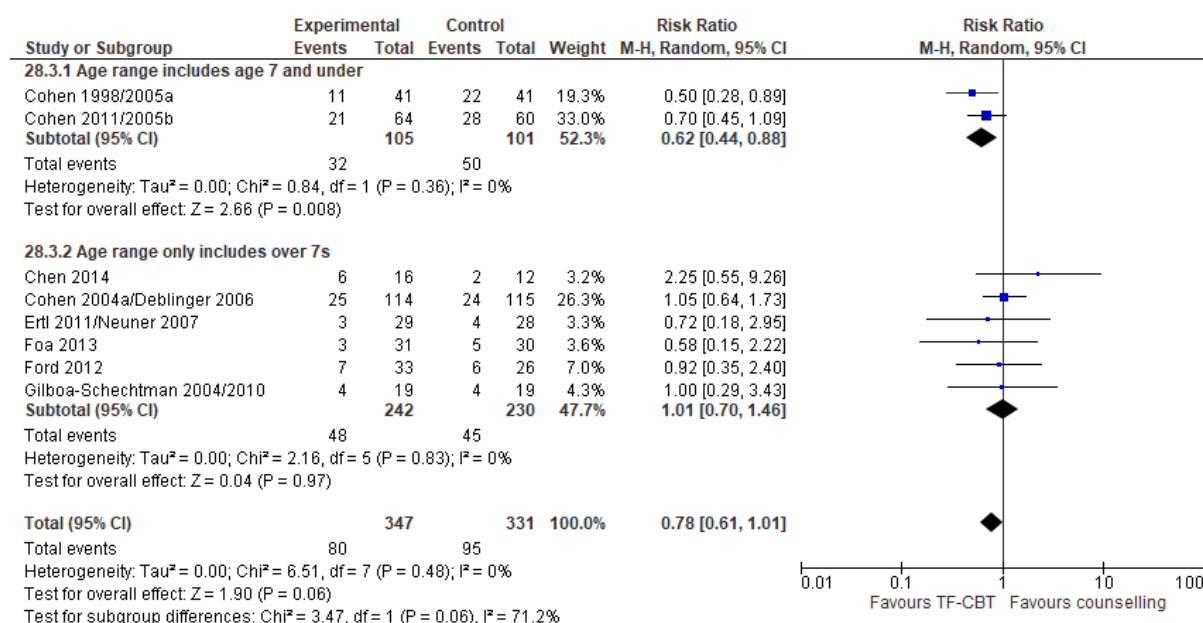 Experimental Control Risk Ratio Risk Ratio
Study or Subgroup Events Total Events Total Weight M-H, Random, 95% CI M-H, Random, 95% CI
28.3.1 Age range includes age 7 and under
Cohen 1998/2005a 11 41 22 41 19.3% 0.50 [0.28, 0.89]
Cohen 2011/2005b 21 64 28 60 33.0% 0.70 [0.45, 1.09]
Subtotal (95% CI) 105 101 52.3% 0.62 [0.44, 0.88]
Total events 32 50
Heterogeneity: Tau² = 0.00; Chi² = 0.84, df = 1 (P = 0.36); I² = 0%
Test for overall effect: Z = 2.66 (P = 0.008)
28.3.2 Age range only includes over 7s
Chen 2014 6 16 2 12 3.2% 2.25 [0.55, 9.26]
Cohen 2004a/Deblinger 2006 25 114 24 115 26.3% 1.05 [0.64, 1.73]
Ertl 2011/Neuner 2007 3 29 4 28 3.3% 0.72 [0.18, 2.95]
Foa 2013 3 31 5 30 3.6% 0.58 [0.15, 2.22]
Ford 2012 7 33 6 26 7.0% 0.92 [0.35, 2.40]
Gilboa-Schechtman 2004/2010 4 19 4 19 4.3% 1.00 [0.29, 3.43]
Subtotal (95% CI) 242 230 47.7% 1.01 [0.70, 1.46]
Total events 48 45
Heterogeneity: Tau² = 0.00; Chi² = 2.16, df = 5 (P = 0.83); I² = 0%
Test for overall effect: Z = 0.04 (P = 0.97)
Total (95% CI) 347 331 100.0% 0.78 [0.61, 1.01]
Total events 80 95
Heterogeneity: Tau² = 0.00; Chi² = 6.51, df = 7 (P = 0.48); I² = 0%
Test for overall effect: Z = 1.90 (P = 0.06)
Test for subgroup differences: Chi² = 3.47, df = 1 (P = 0.06), I² = 71.2%
0.01 0.1 1 10 100
Favours TF-CBT Favours counselling